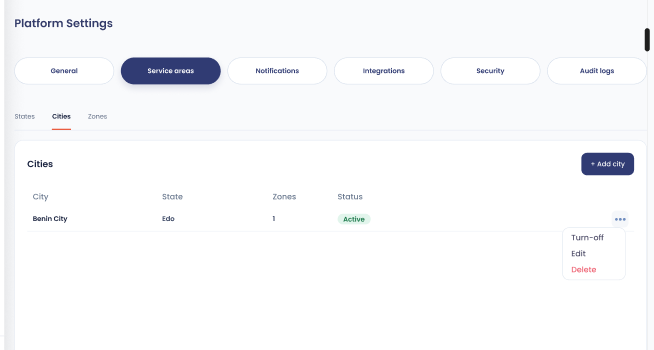 Platform Settings
General Service areas Notifications Integrations Security Audit logs
States Cities Zones
Cities + Add city
City State Zones Status
Benin City Edo 1 Active
Turn-off
Edit
Delete